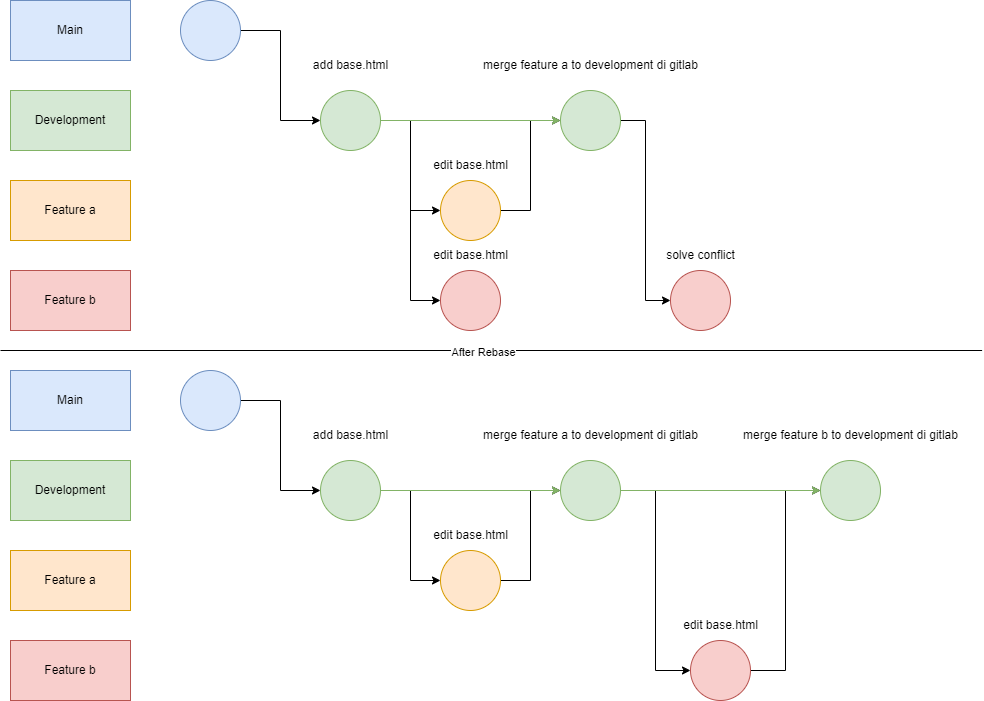 Main
add base.html
merge feature a to development di gitlab
Development
edit base.html
Feature a
edit base.html
solve conflict
Feature b
After Rebase
Main
add base.html
merge feature a to development di gitlab
merge feature b to development di gitlab
Development
edit base.html
Feature a
edit base.html
Feature b